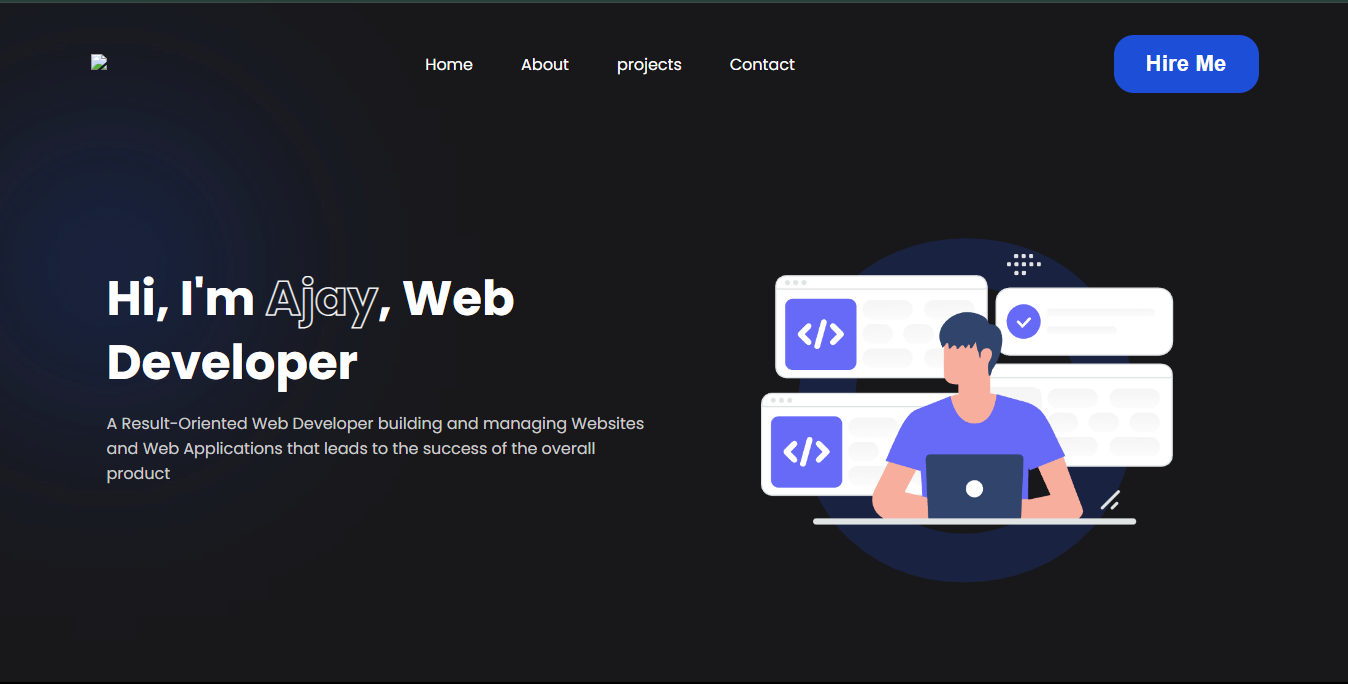 Home About projects Contact
Hire Me
Hi, I'm Ajay, Web
Developer
A Result-Oriented Web Developer building and managing Websites
and Web Applications that leads to the success of the overall
product
</>
</>